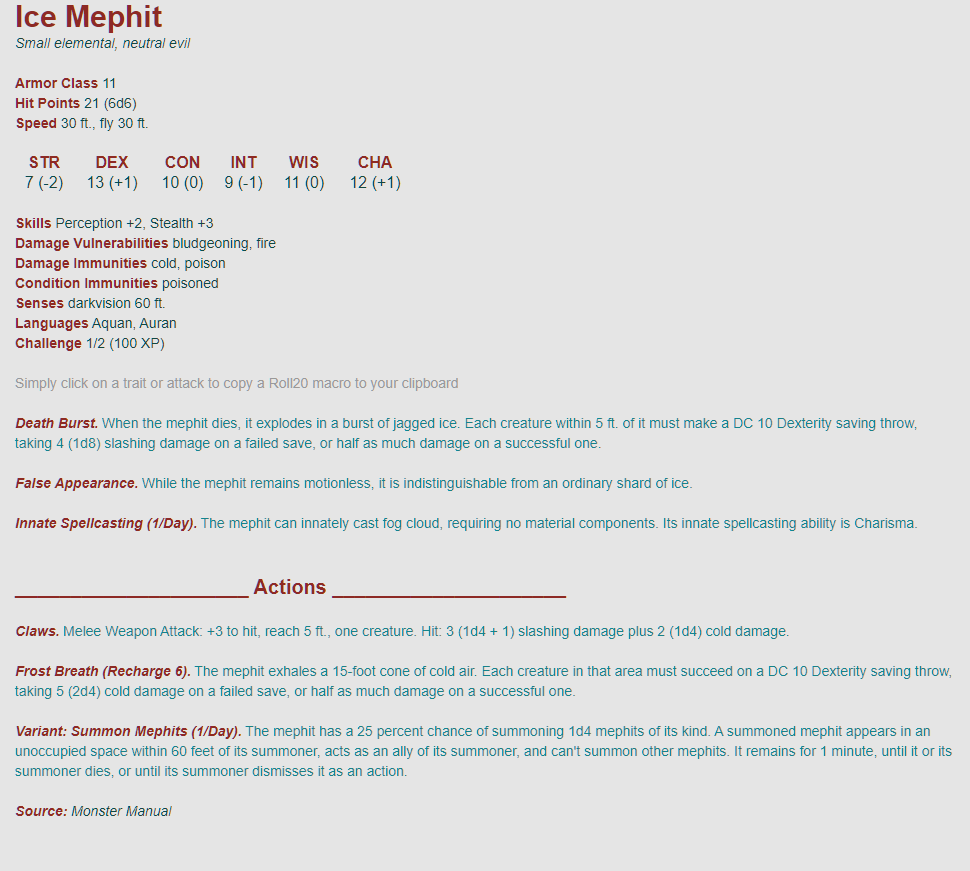 Ice Mephit
Small elemental, neutral evil
Armor Class 11
Hit Points 21 (6d6)
Speed 30 ft., fly 30 ft.
STR DEX CON INT WIS CHA
7 (-2) 13 (+1) 10 (0) 9 (-1) 11 (0) 12 (+1)
Skills Perception +2, Stealth +3
Damage Vulnerabilities bludgeoning, fire
Damage Immunities cold, poison
Condition Immunities poisoned
Senses darkvision 60 ft.
Languages Aquan, Auran
Challenge 1/2 (100 XP)
Simply click on a trait or attack to copy a Roll20 macro to your clipboard
Death Burst. When the mephit dies, it explodes in a burst of jagged ice. Each creature within 5 ft. of it must make a DC 10 Dexterity saving throw,
taking 4 (1d8) slashing damage on a failed save, or half as much damage on a successful one.
False Appearance. While the mephit remains motionless, it is indistinguishable from an ordinary shard of ice.
Innate Spellcasting (1/Day). The mephit can innately cast fog cloud, requiring no material components. Its innate spellcasting ability is Charisma.
_____________________ Actions _____________________
Claws. Melee Weapon Attack: +3 to hit, reach 5 ft., one creature. Hit: 3 (1d4 + 1) slashing damage plus 2 (1d4) cold damage.
Frost Breath (Recharge 6). The mephit exhales a 15-foot cone of cold air. Each creature in that area must succeed on a DC 10 Dexterity saving throw,
taking 5 (2d4) cold damage on a failed save, or half as much damage on a successful one.
Variant: Summon Mephits (1/Day). The mephit has a 25 percent chance of summoning 1d4 mephits of its kind. A summoned mephit appears in an
unoccupied space within 60 feet of its summoner, acts as an ally of its summoner, and can't summon other mephits. It remains for 1 minute, until it or its
summoner dies, or until its summoner dismisses it as an action.
Source: Monster Manual